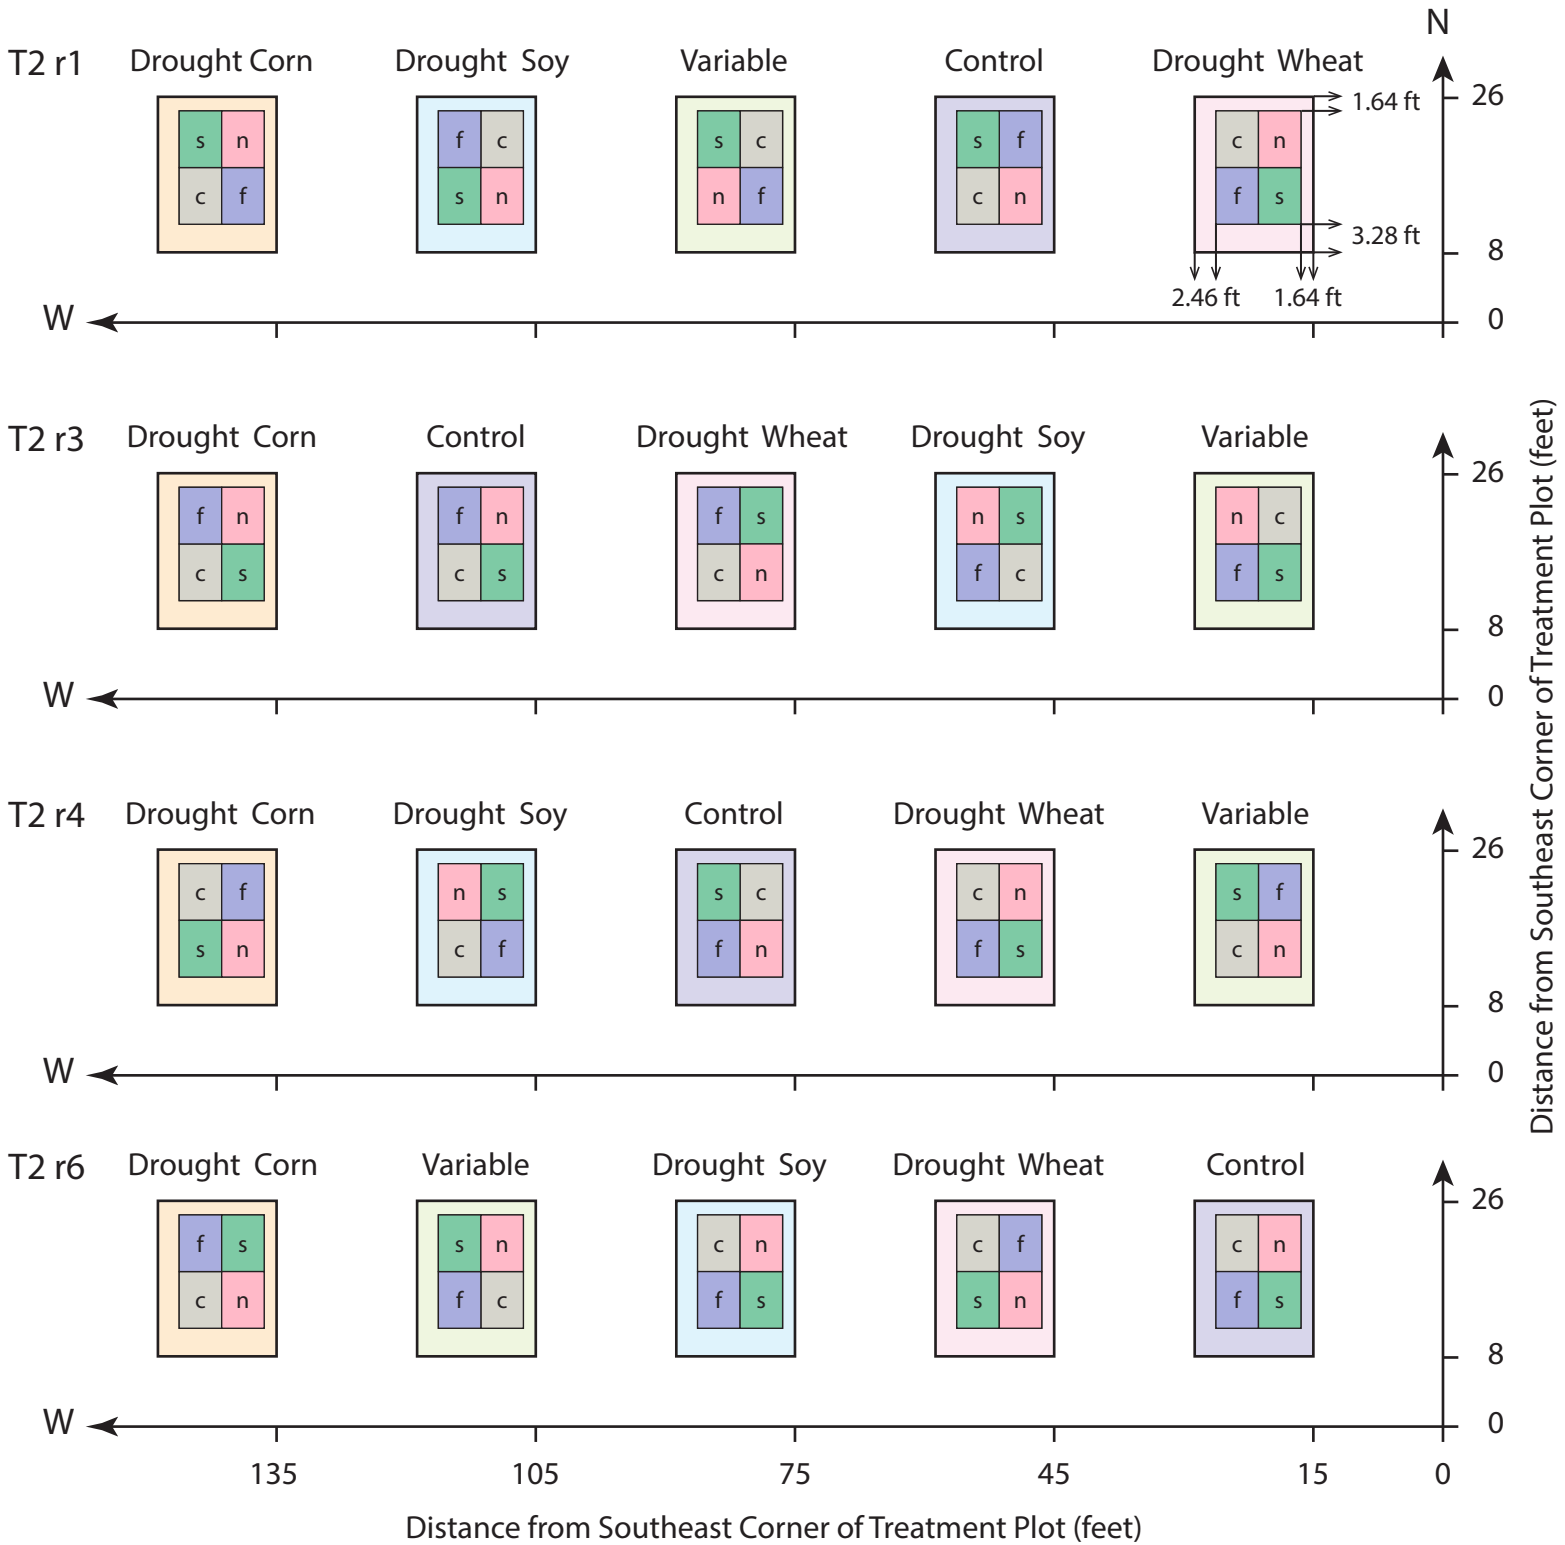 N
T2 r1 Drought Corn Drought Soy Variable Control Drought Wheat
26
1.64 ft
s n f c s c s f c n
c f s n n f c n f s
3.28 ft
8
2.46 ft 1.64 ft
W 0
T2 r3 Drought Corn Control Drought Wheat Drought Soy Variable
26
f n f n f s n s n c
c s c s c n f c f s
8
W 0
T2 r4 Drought Corn Drought Soy Control Drought Wheat Variable
26
c f n s s c c n s f
s n c f f n f s c n
8
W 0
T2 r6 Drought Corn Variable Drought Soy Drought Wheat Control
26
f s s n c n c f c n
c n f c f s s n f s
8
W 0
135 105 75 45 15 0
Distance from Southeast Corner of Treatment Plot (feet)
Distance from Southeast Corner of Treatment Plot (feet)